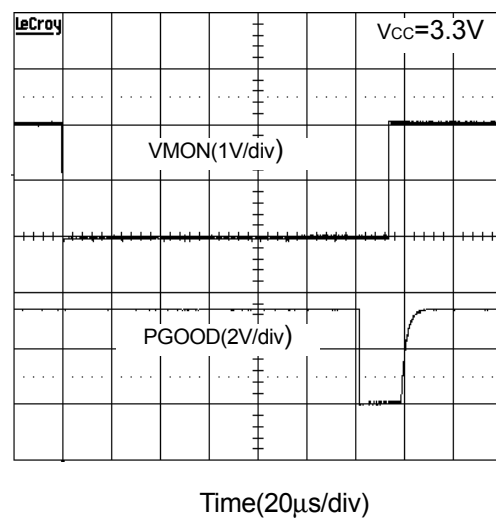 LeCroy
VCC=3.3V
VMON(1V/div)
PGOOD(2V/div)
Time(20μs/div)